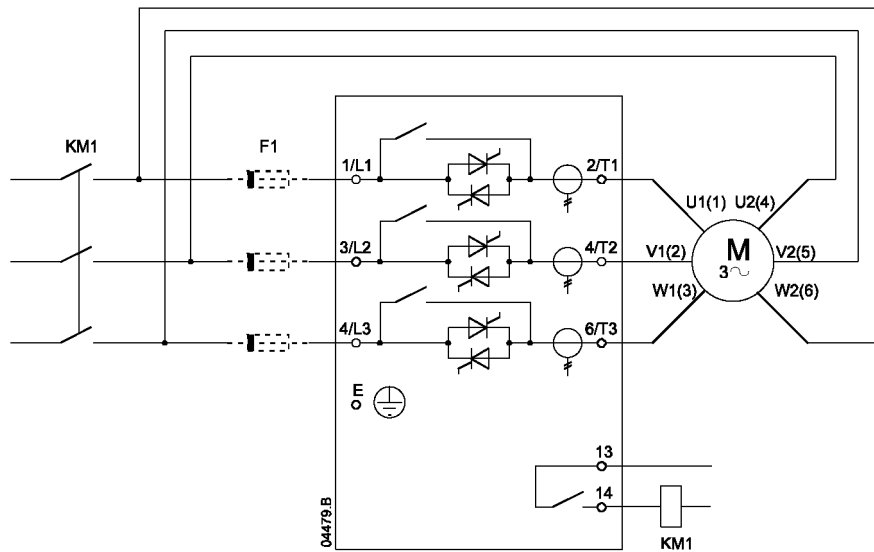 KM1
F1
1/L1
2/T1
U1(1)
U2(4)
3/L2
4/T2
V1(2)
M
3~
V2(5)
W1(3)
W2(6)
4/L3
6/T3
E
13
14
KM1
04479.B